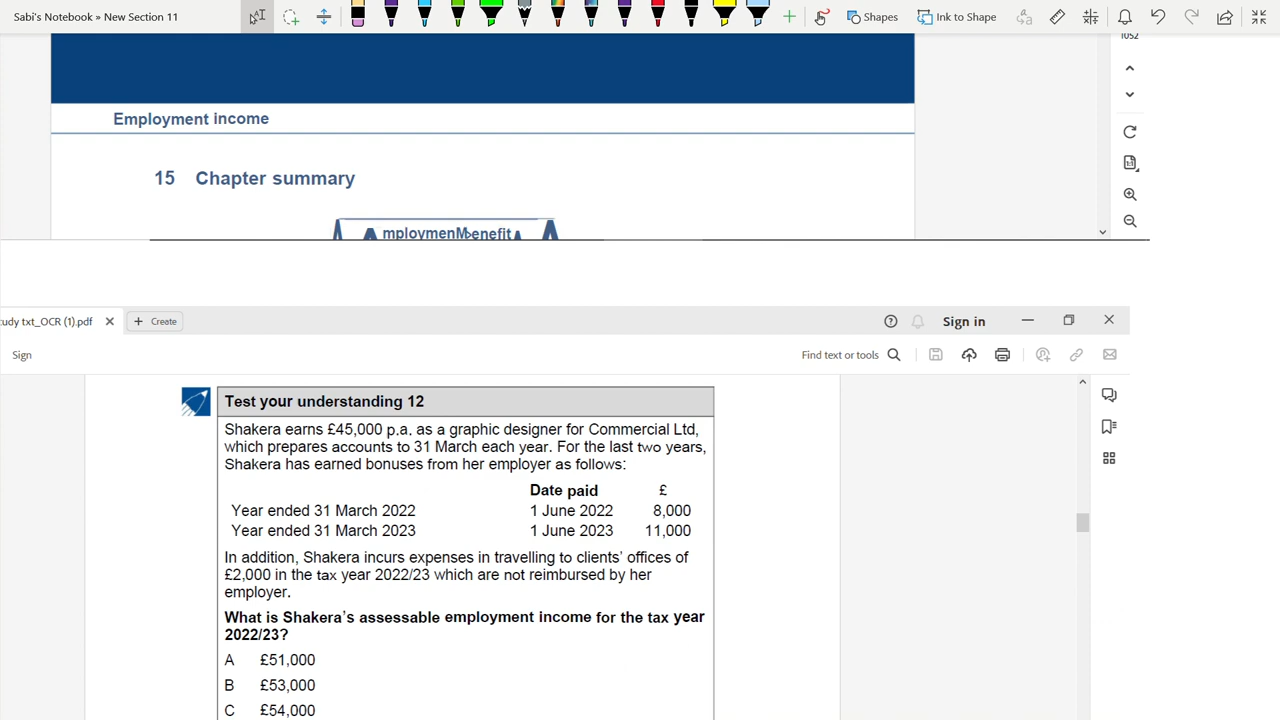 Sabi's Notebook » New Section 11
Shapes
Ink to Shape
1052
Employment income
15 Chapter summary
udy txt_OCR (1).pdf
Create
Sign in
Sign
Find text or tools
Test your understanding 12
Shakera earns £45,000 p.a. as a graphic designer for Commercial Ltd,
which prepares accounts to 31 March each year. For the last two years,
Shakera has earned bonuses from her employer as follows:
Date paid £
Year ended 31 March 2022 1 June 2022 8,000
Year ended 31 March 2023 1 June 2023 11,000
In addition, Shakera incurs expenses in travelling to clients' offices of
£2,000 in the tax year 2022/23 which are not reimbursed by her
employer.
What is Shakera's assessable employment income for the tax year
2022/23?
A £51,000
B £53,000
C £54,000